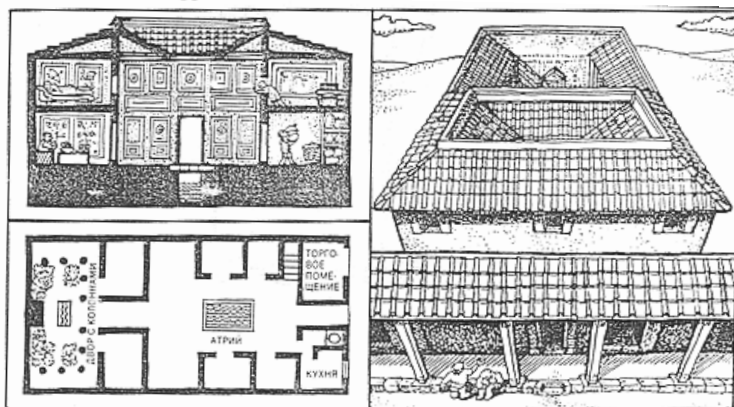 ДВОР С КОЛОННАМИ
АТРИЙ
ТОРГО-
ВОЕ
ПОМЕ-
ЩЕНИЕ
КУХНЯ